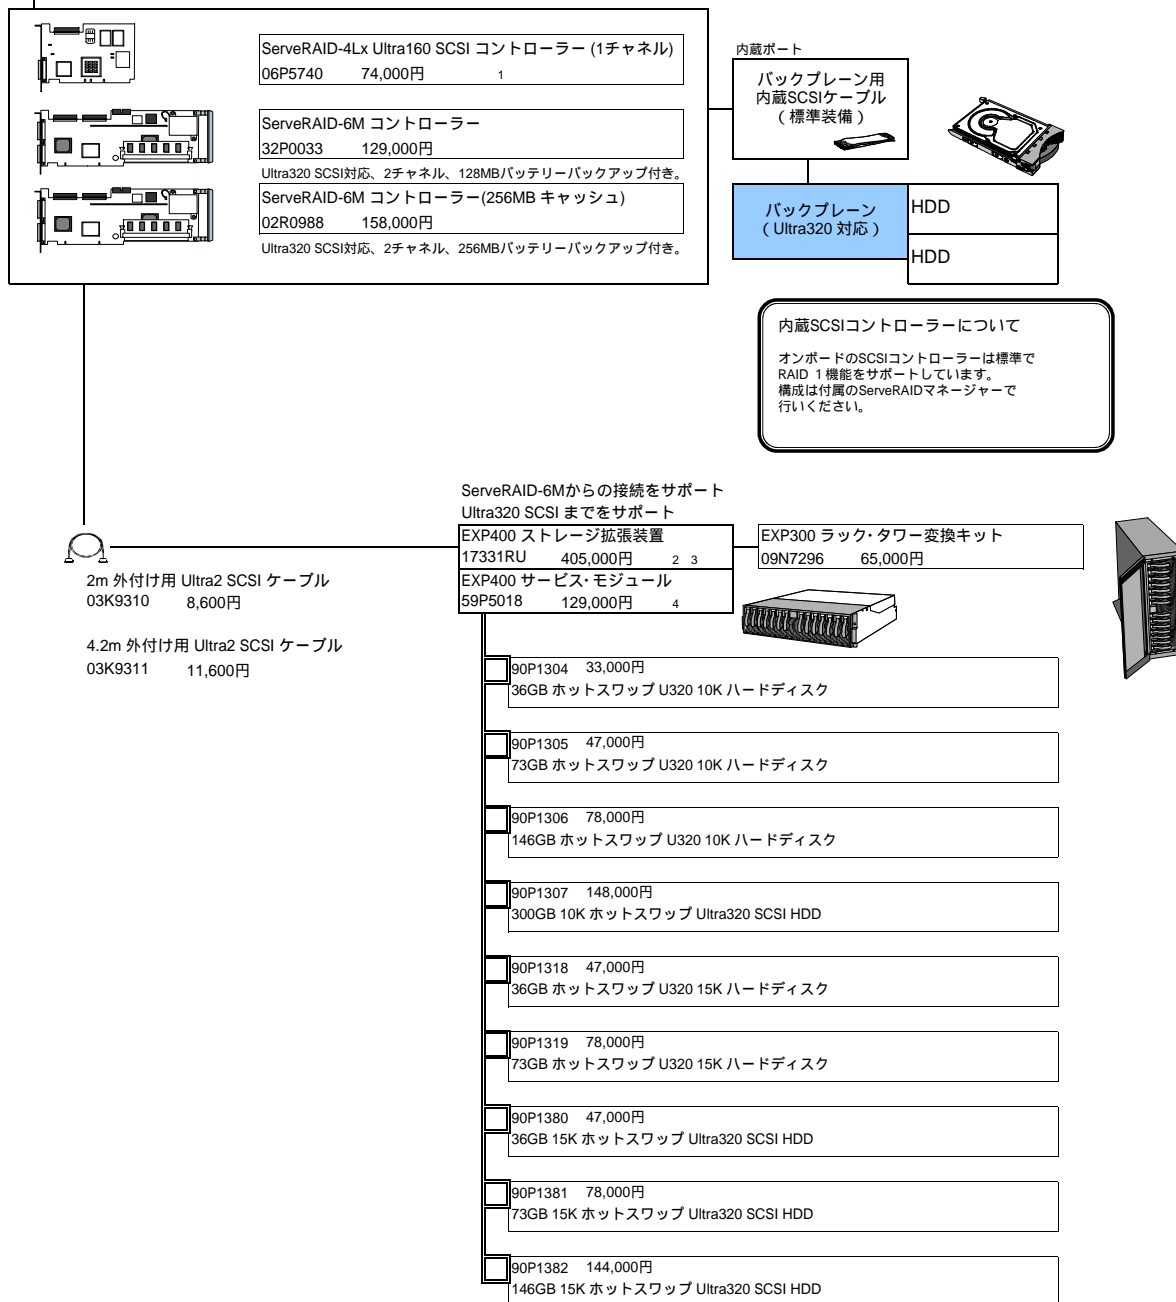 ServeRAID-4Lx Ultra160 SCSI コントローラー (1チャネル)
06P5740 74,000円 1
ServeRAID-6M コントローラー
32P0033 129,000円
Ultra320 SCSI対応、2チャネル、128MBバッテリーバックアップ付き。
ServeRAID-6M コントローラー(256MB キャッシュ)
02R0988 158,000円
Ultra320 SCSI対応、2チャネル、256MBバッテリーバックアップ付き。
内蔵ポート
バックプレーン用
内蔵SCSIケーブル
（標準装備）
バックプレーン
（Ultra320 対応）
HDD
HDD
内蔵SCSIコントローラーについて
オンボードのSCSIコントローラーは標準で
RAID 1機能をサポートしています。
構成は付属のServeRAIDマネージャーで
行いください。
ServeRAID-6Mからの接続をサポート
Ultra320 SCSI までをサポート
EXP400 ストレージ拡張装置
17331RU 405,000円 2 3
EXP400 サービス・モジュール
59P5018 129,000円 4
EXP300 ラック・タワー変換キット
09N7296 65,000円
2m 外付け用 Ultra2 SCSI ケーブル
03K9310 8,600円
4.2m 外付け用 Ultra2 SCSI ケーブル
03K9311 11,600円
90P1304 33,000円
36GB ホットスワップ U320 10K ハードディスク
90P1305 47,000円
73GB ホットスワップ U320 10K ハードディスク
90P1306 78,000円
146GB ホットスワップ U320 10K ハードディスク
90P1307 148,000円
300GB 10K ホットスワップ Ultra320 SCSI HDD
90P1318 47,000円
36GB ホットスワップ U320 15K ハードディスク
90P1319 78,000円
73GB ホットスワップ U320 15K ハードディスク
90P1380 47,000円
36GB 15K ホットスワップ Ultra320 SCSI HDD
90P1381 78,000円
73GB 15K ホットスワップ Ultra320 SCSI HDD
90P1382 144,000円
146GB 15K ホットスワップ Ultra320 SCSI HDD